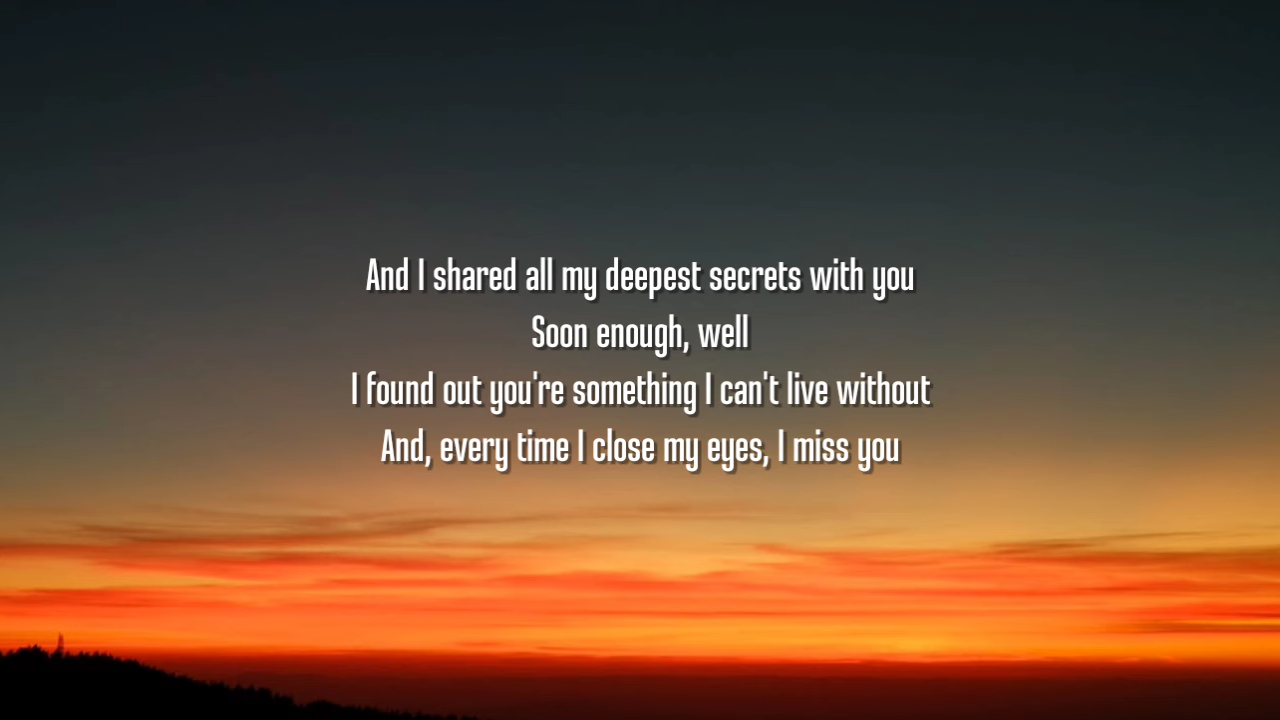 And I shared all my deepest secrets with you
Soon enough, well
I found out you're something I can't live without
And, every time I close my eyes, I miss you